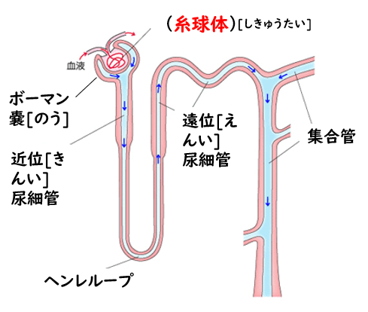 (糸球体)[しきゅうたい]
血液
ボーマン
嚢[のう]
近位[き
んい]
尿細管
遠位[え
んい]
尿細管
集合管
ヘンレループ